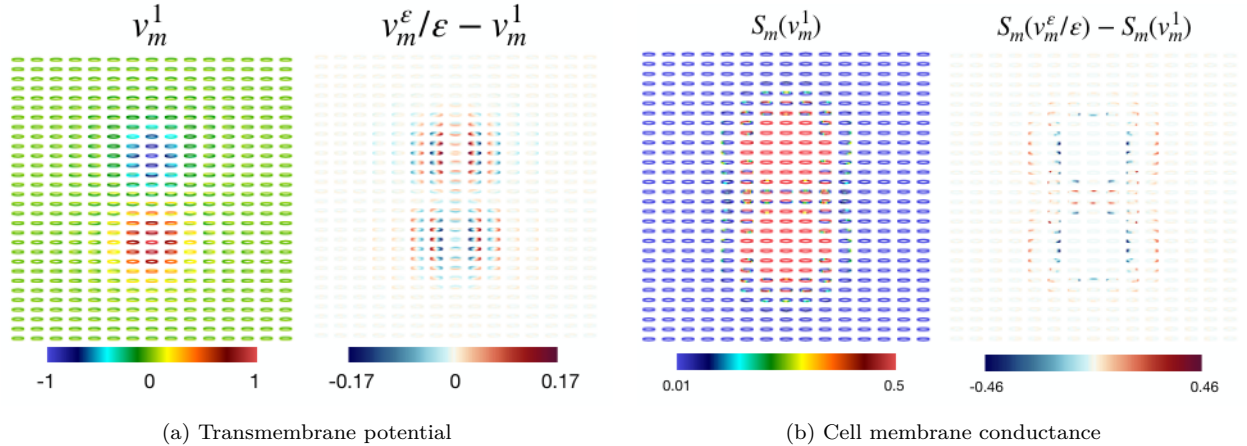 v_m^1
v_m^ε/ε − v_m^1
S_m(v_m^1)
S_m(v_m^ε/ε) − S_m(v_m^1)
-1 0 1
-0.17 0 0.17
0.01 0.5
-0.46 0.46
(a) Transmembrane potential
(b) Cell membrane conductance